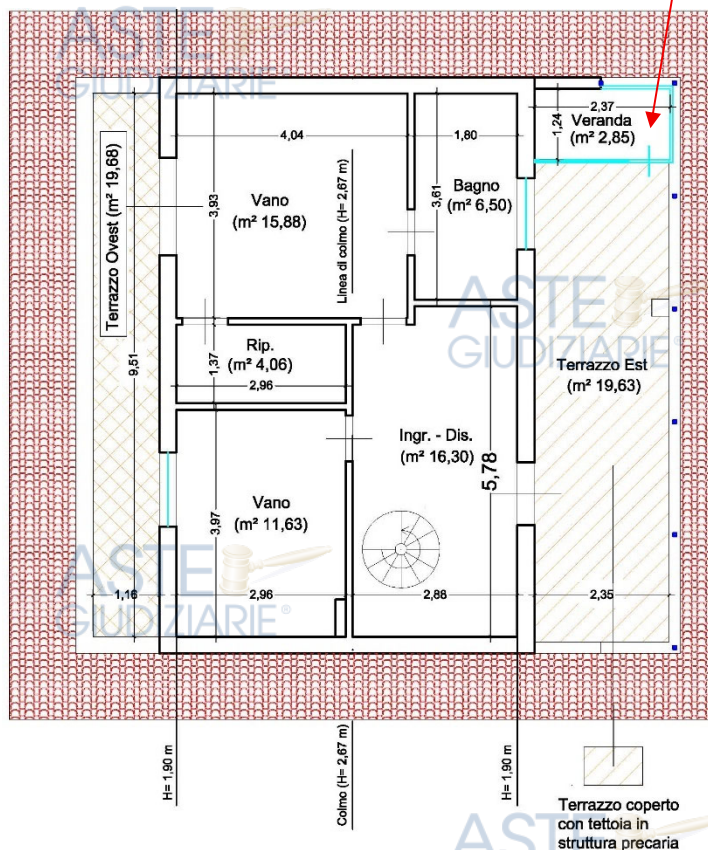 ASTE
GIUDIZIARIE
2,37
Veranda
(m² 2,85)
1,24
4,04
1,80
Terrazzo Ovest (m² 19,68)
3,93
Vano
(m² 15,88)
Linea di colmo (H= 2,67 m)
3,61
Bagno
(m² 6,50)
ASTE
GIUDIZIARIE®
9,51
1,37
Rip.
(m² 4,06)
2,96
Terrazzo Est
(m² 19,63)
Ingr. - Dis.
(m² 16,30)
5,78
3,97
Vano
(m² 11,63)
ASTE
GIUDIZIARIE®
1,16
2,96
2,86
2,35
H= 1,90 m
Colmo (H= 2,67 m)
H= 1,90 m
Terrazzo coperto
con tettoia in
struttura precaria
ASTE